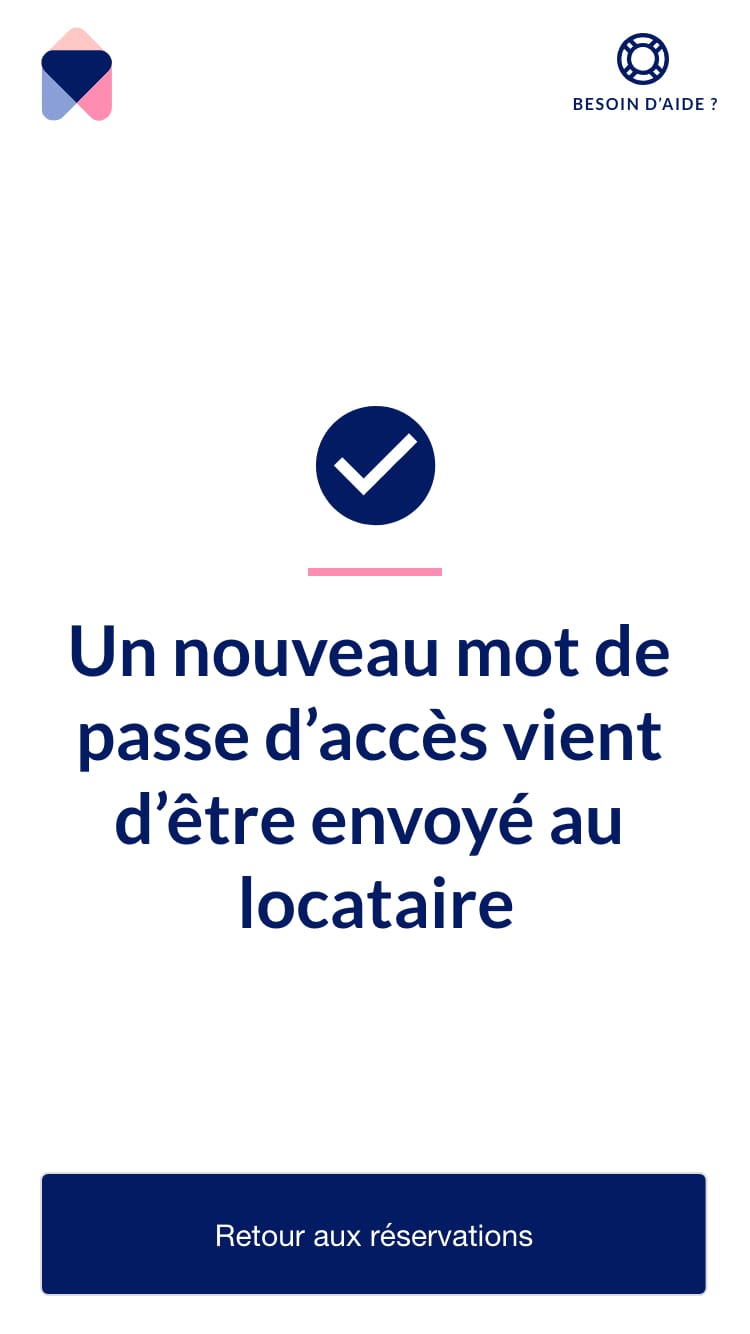 BESOIN D’AIDE ?
Un nouveau mot de
passe d’accès vient
d’être envoyé au
locataire
Retour aux réservations